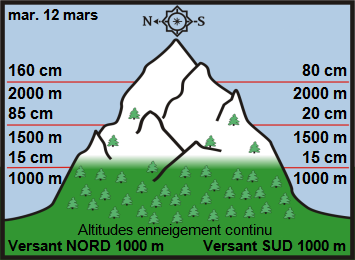 mar. 12 mars
N S
160 cm 80 cm
2000 m 2000 m
85 cm 20 cm
1500 m 1500 m
15 cm 15 cm
1000 m 1000 m
Altitudes enneigement continu
Versant NORD 1000 m Versant SUD 1000 m